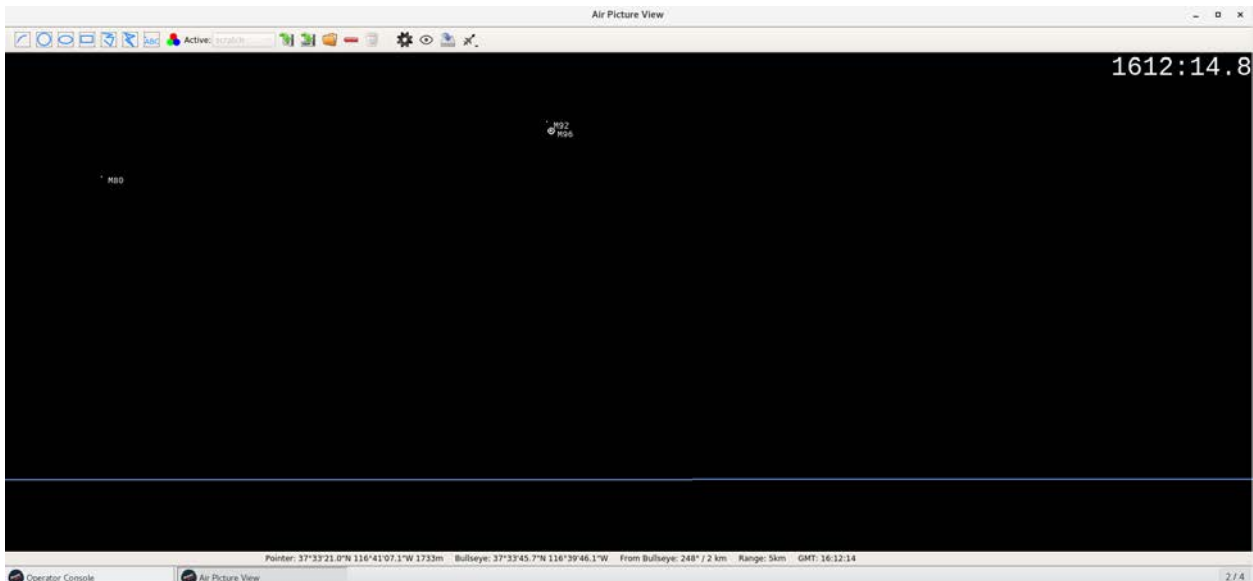 Air Picture View
ABC Active: scratch
1612:14.8
M92
M96
M80
Pointer: 37°33'21.0"N 116°41'07.1"W 1733m Bullseye: 37°33'45.7"N 116°39'46.1"W From Bullseye: 248° / 2 km Range: 5km GMT: 16:12:14
Operator Console Air Picture View 2 / 4